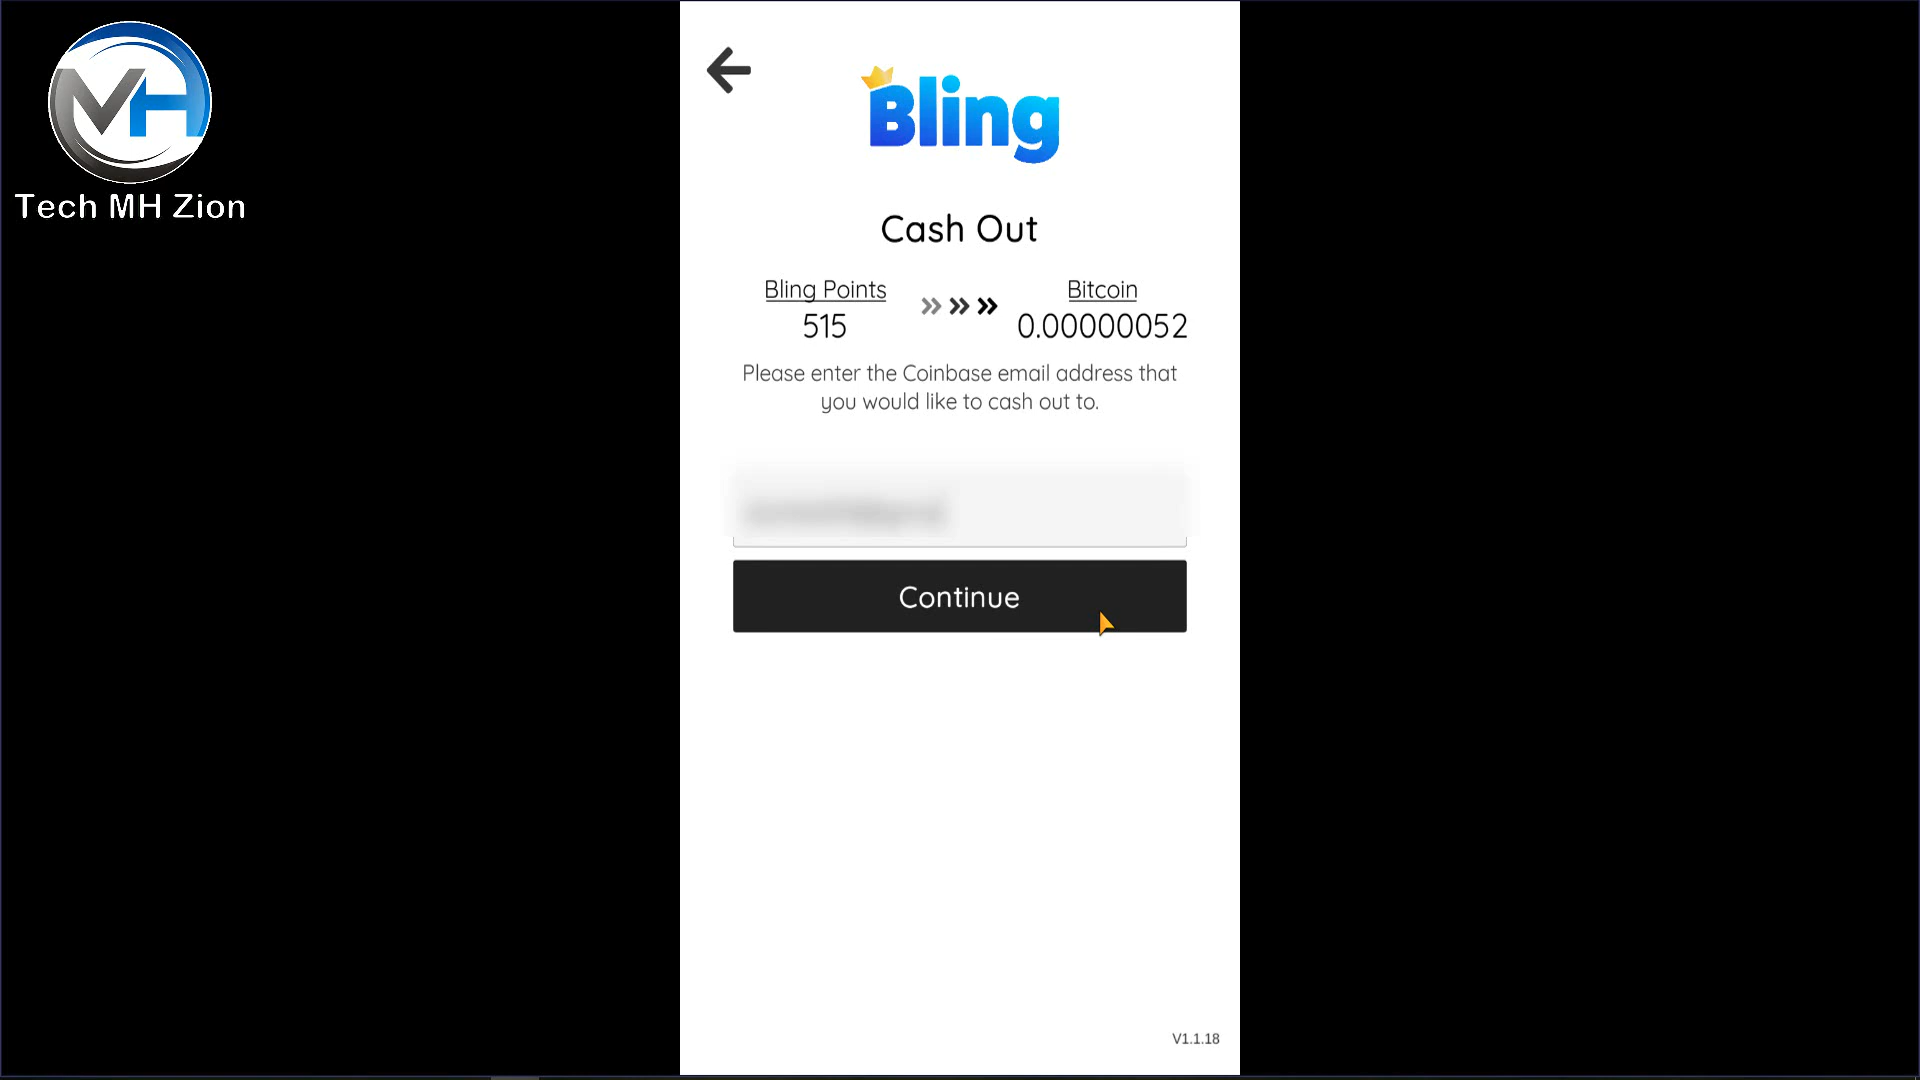 MH
Tech MH Zion
Bling
Cash Out
Bling Points
515
Bitcoin
0.00000052
Please enter the Coinbase email address that
you would like to cash out to.
Continue
V1.1.18